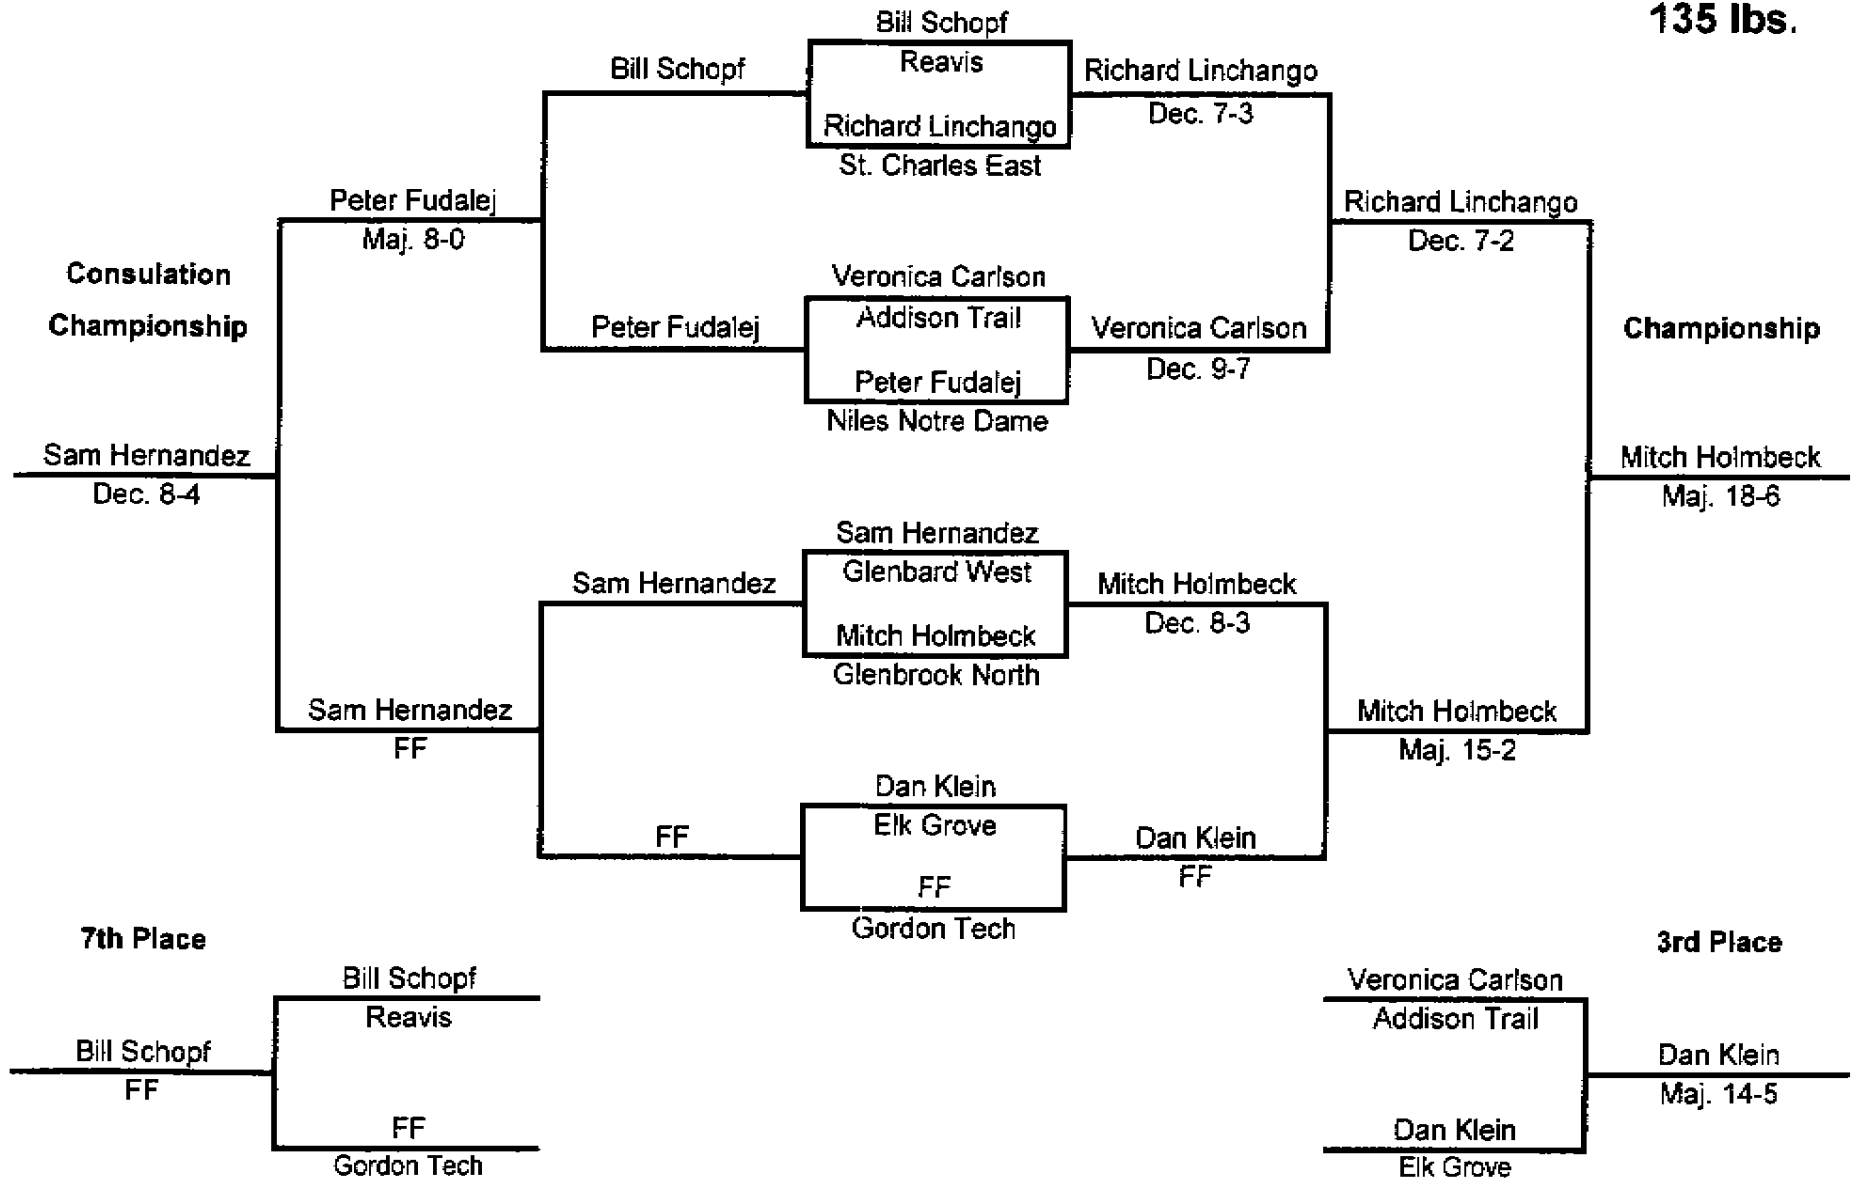 135 lbs.
Bill Schopf
Bill Schopf
Reavis
Richard Linchango
Dec. 7-3
Richard Linchango
St. Charles East
Peter Fudalej
Maj. 8-0
Richard Linchango
Dec. 7-2
Consulation
Championship
Veronica Carlson
Addison Trail
Peter Fudalej
Veronica Carlson
Dec. 9-7
Championship
Peter Fudalej
Niles Notre Dame
Sam Hernandez
Dec. 8-4
Mitch Holmbeck
Maj. 18-6
Sam Hernandez
Glenbard West
Sam Hernandez
Mitch Holmbeck
Dec. 8-3
Mitch Holmbeck
Glenbrook North
Sam Hernandez
FF
Mitch Holmbeck
Maj. 15-2
Dan Klein
Elk Grove
FF
Dan Klein
FF
FF
Gordon Tech
7th Place
Bill Schopf
Reavis
Bill Schopf
FF
FF
Gordon Tech
3rd Place
Veronica Carlson
Addison Trail
Dan Klein
Maj. 14-5
Dan Klein
Elk Grove